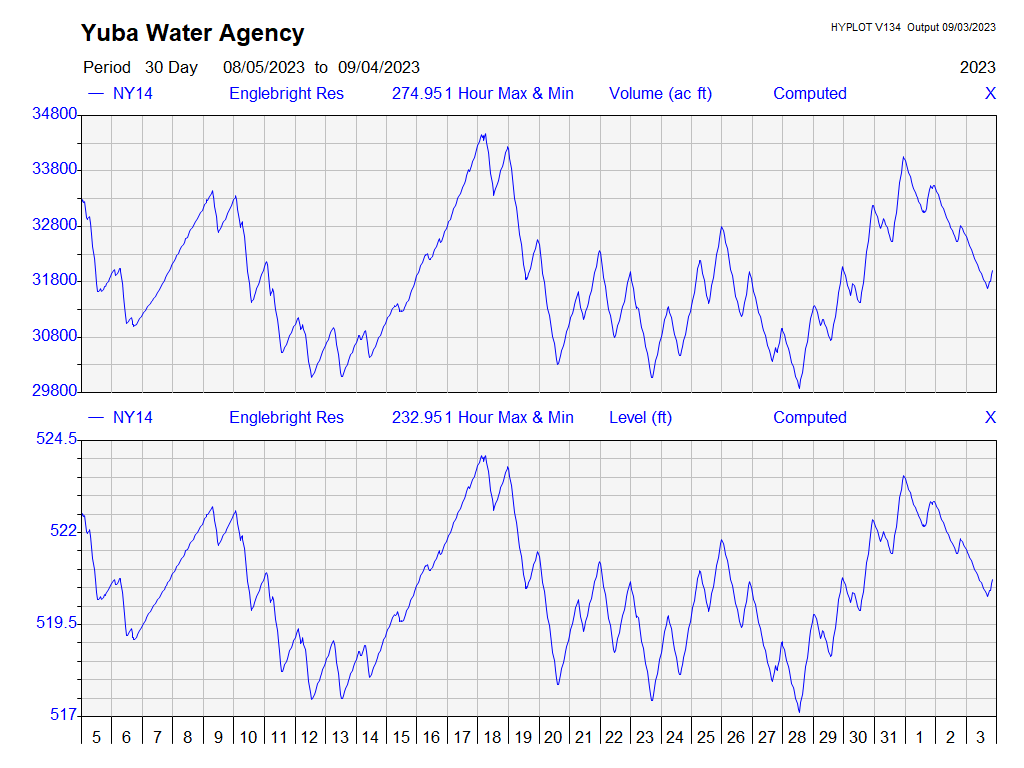 Yuba Water Agency
HYPLOT V134 Output 09/03/2023
Period 30 Day 08/05/2023 to 09/04/2023 2023
NY14 Englebright Res 274.951 Hour Max & Min Volume (ac ft) Computed X
34800
33800
32800
31800
30800
29800
NY14 Englebright Res 232.951 Hour Max & Min Level (ft) Computed X
524.5
522
519.5
517
5 6 7 8 9 10 11 12 13 14 15 16 17 18 19 20 21 22 23 24 25 26 27 28 29 30 31 1 2 3